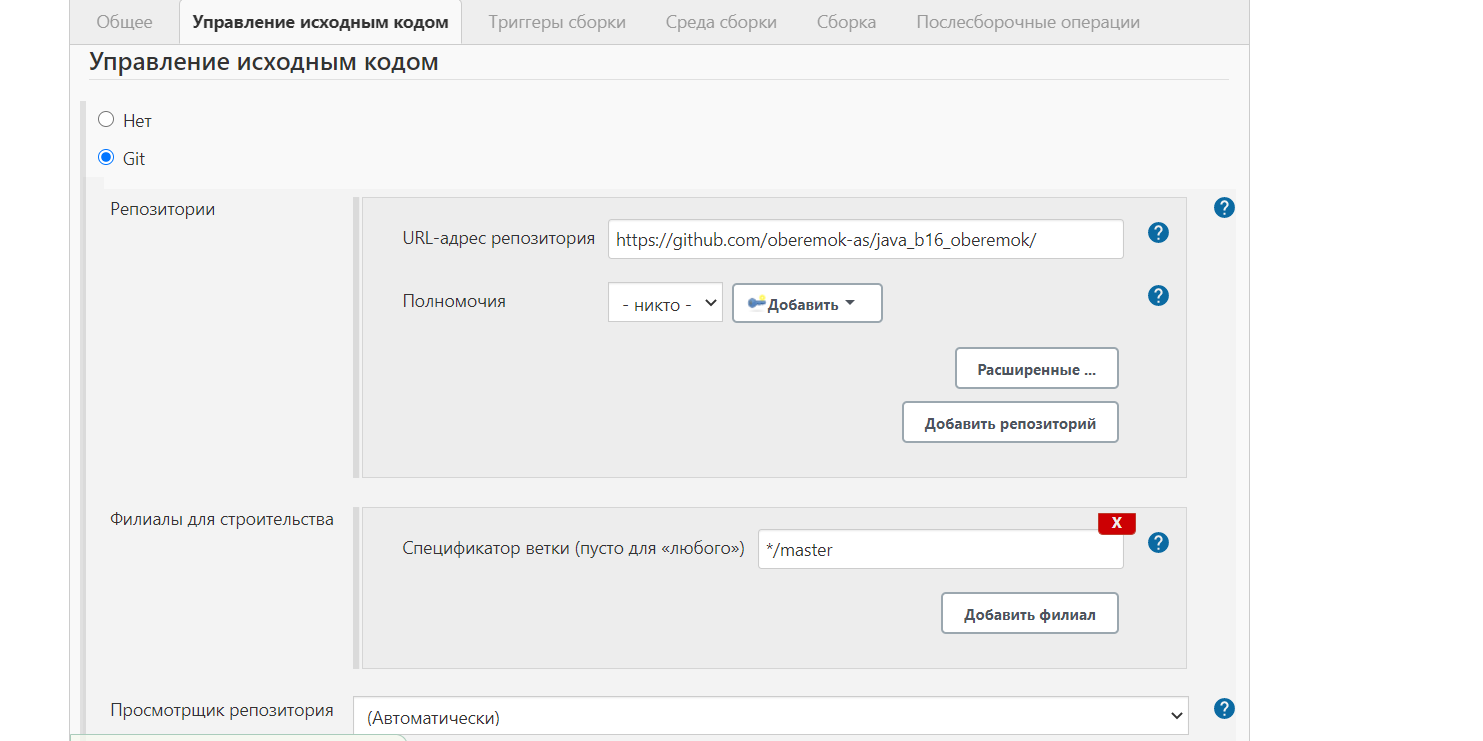 Общее Управление исходным кодом Триггеры сборки Среда сборки Сборка Послесборочные операции
Управление исходным кодом
Нет
Git
Репозитории
?
URL-адрес репозитория https://github.com/oberemok-as/java_b16_oberemok/ ?
Полномочия - никто - Добавить ?
Расширенные ...
Добавить репозиторий
Филиалы для строительства
X
Спецификатор ветки (пусто для «любого») */master ?
Добавить филиал
Просмотрщик репозитория (Автоматически) ?